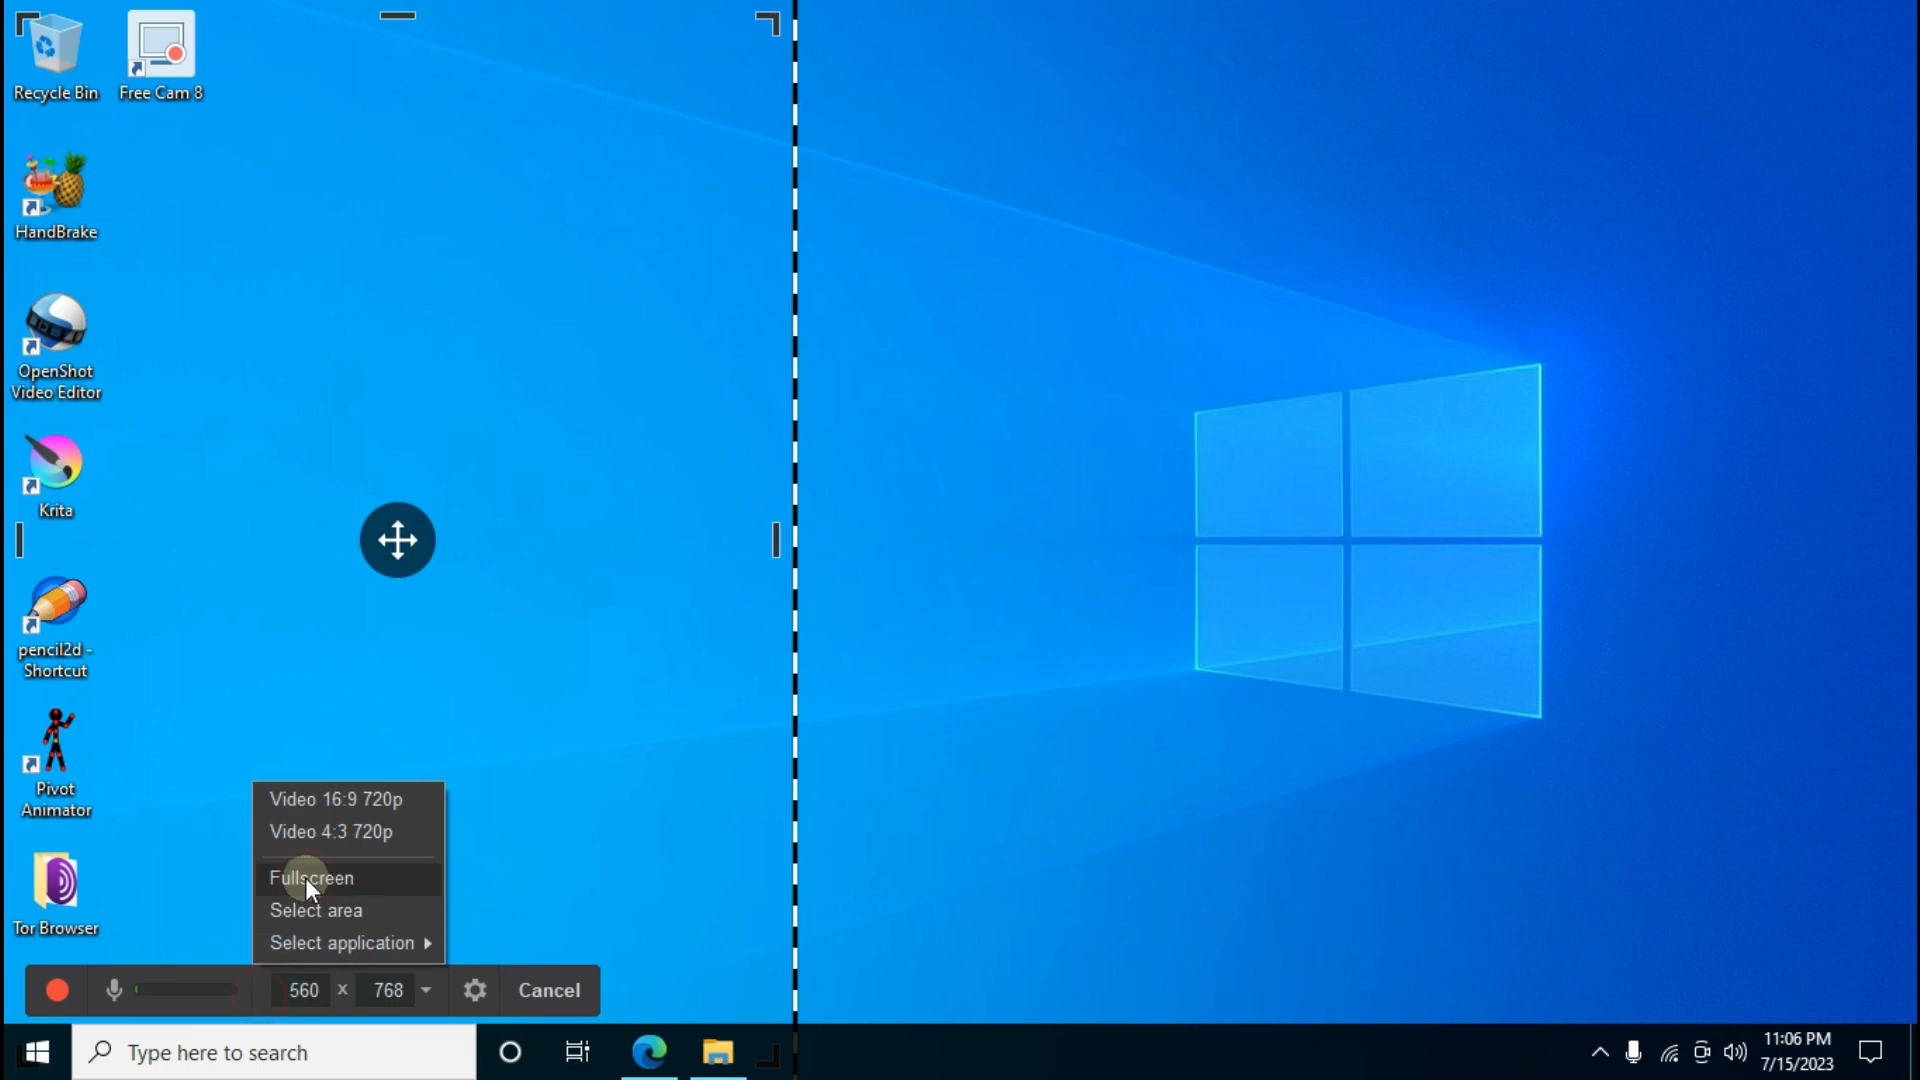 Recycle Bin
Free Cam 8
HandBrake
OpenShot
Video Editor
Krita
pencil2d -
Shortcut
Pivot
Animator
Tor Browser
Video 16:9 720p
Video 4:3 720p
Fullscreen
Select area
Select application
560 x 768
Cancel
Type here to search
11:06 PM
7/15/2023